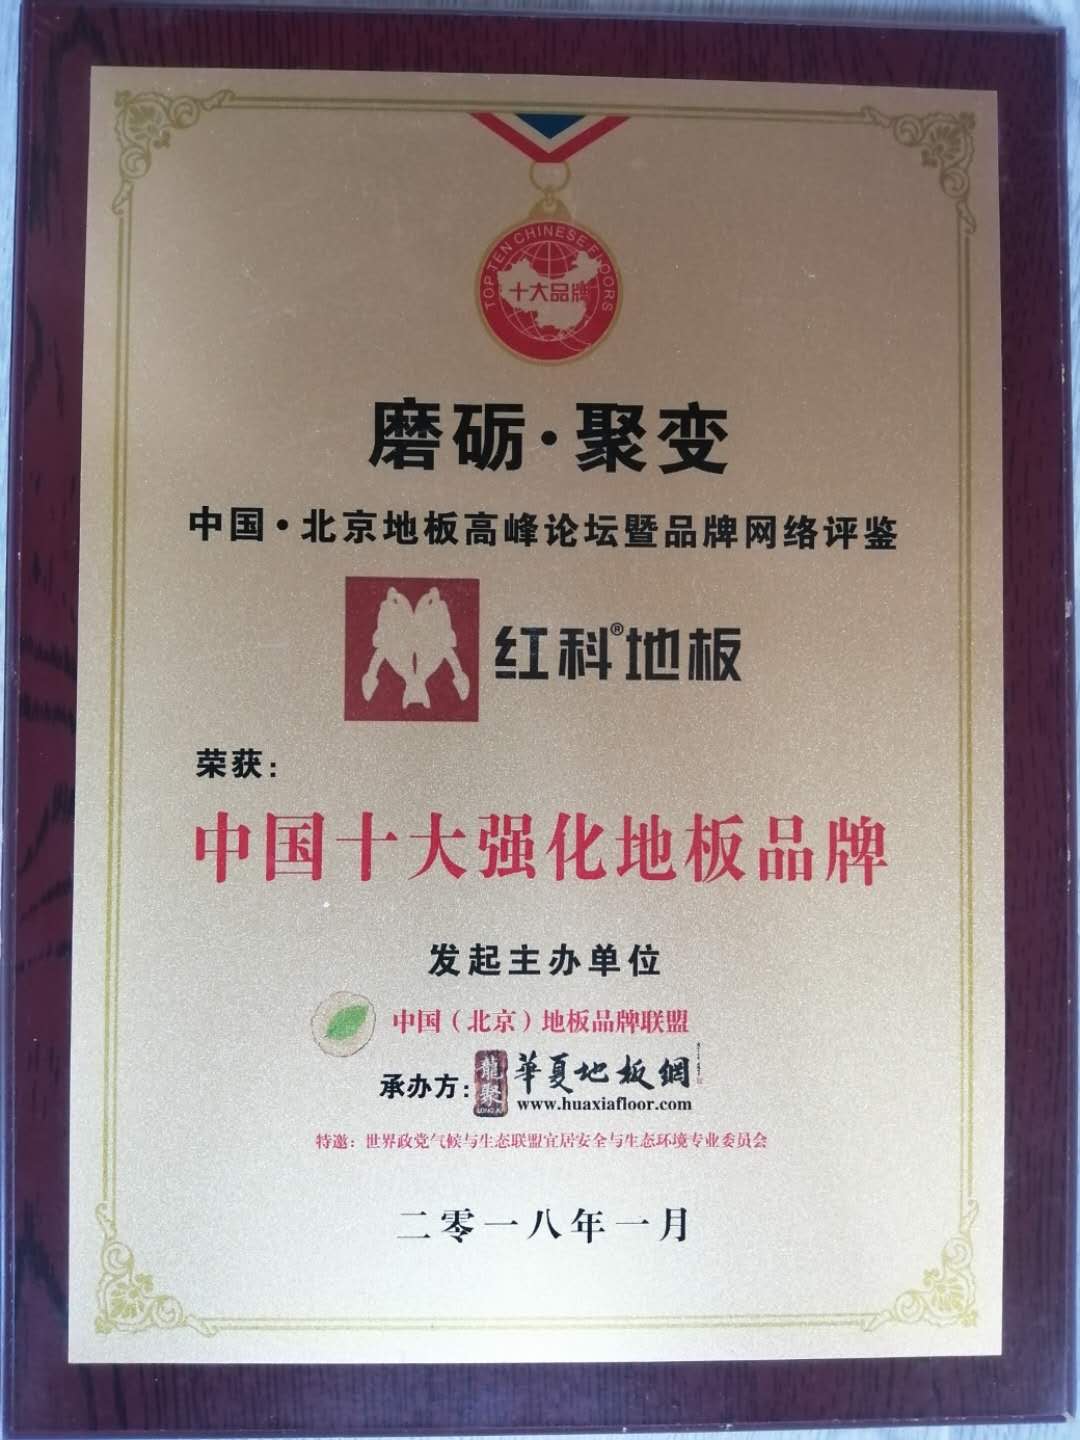 TOP TEN CHINESE FLOORS
十大品牌
磨砺·聚变
中国·北京地板高峰论坛暨品牌网络评鉴
红科®地板
荣获:
中国十大强化地板品牌
发起主办单位
中国(北京)地板品牌联盟
承办方: 龍聚 LONG JU 華夏地板網
www.huaxiafloor.com
特邀: 世界政党气候与生态联盟宜居安全与生态环境专业委员会
二零一八年一月